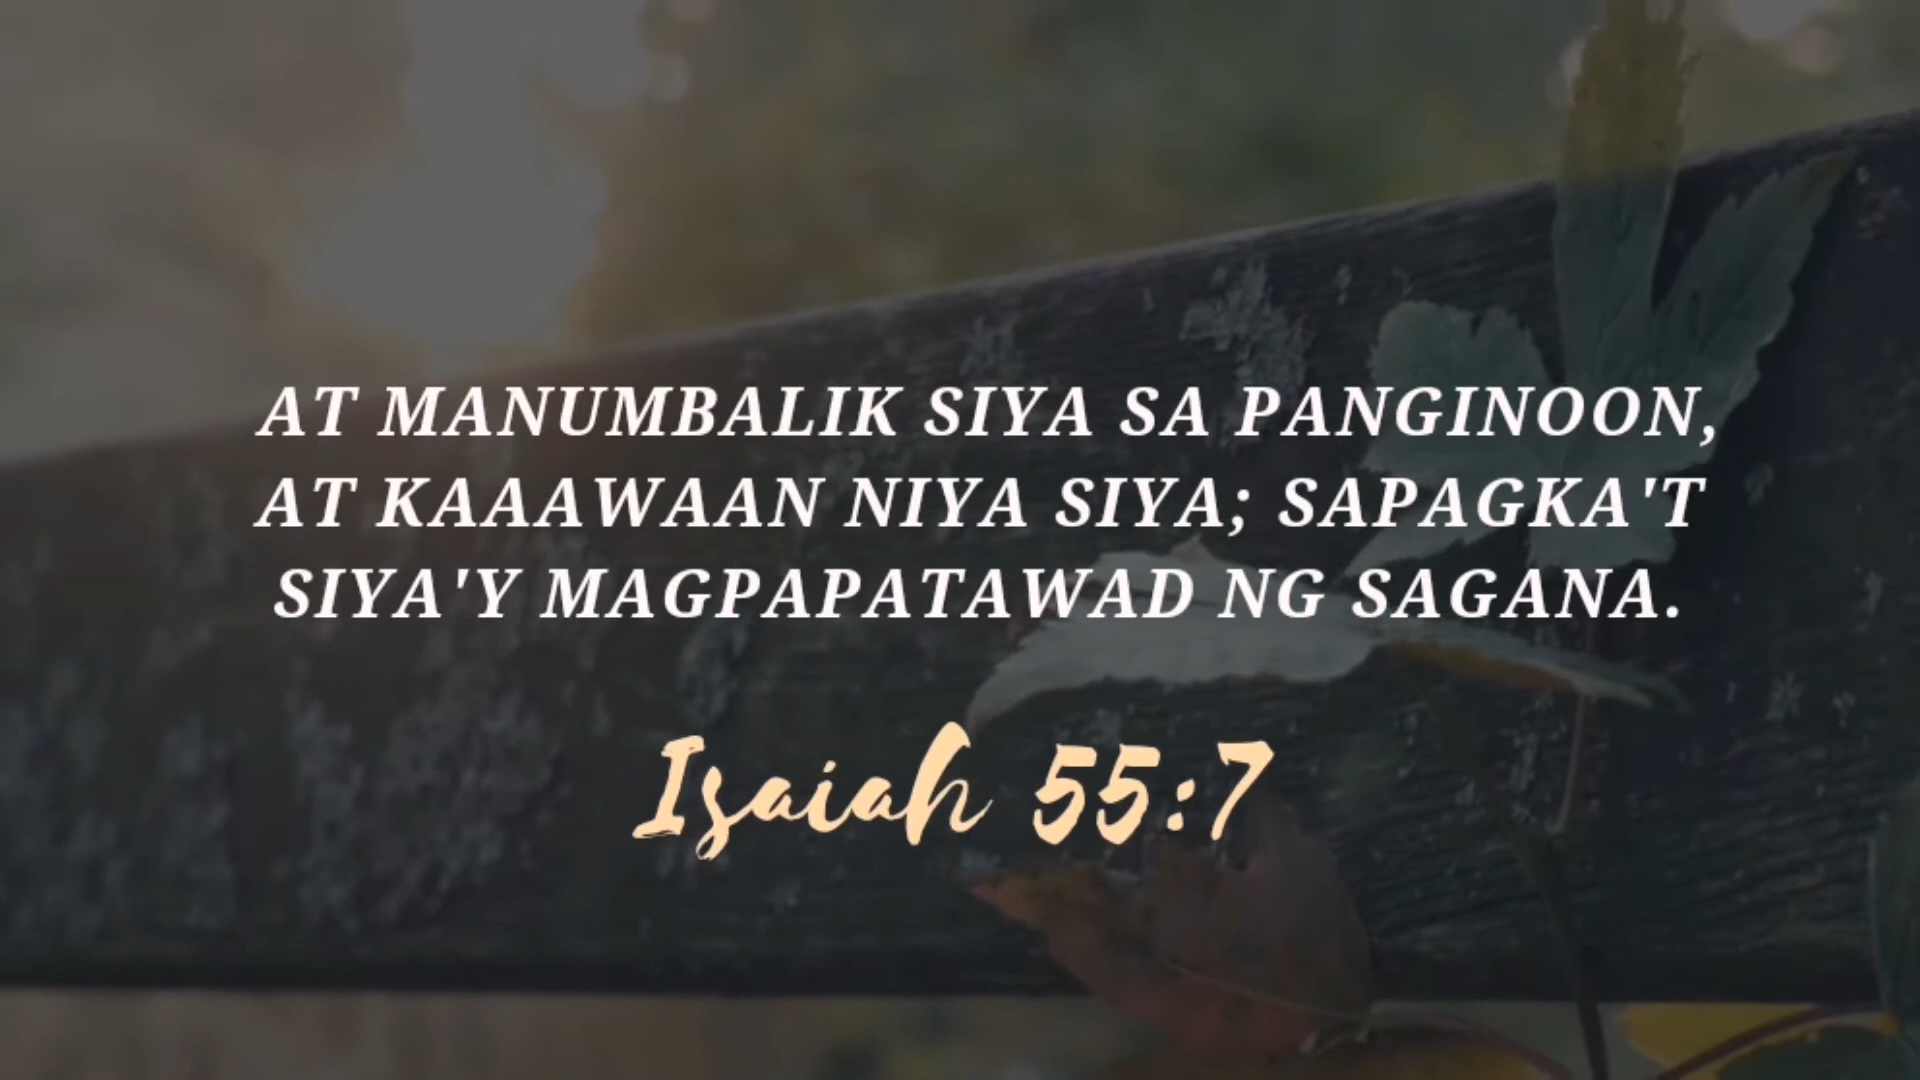 AT MANUMBALIK SIYA SA PANGINOON,
AT KAAAWAAN NIYA SIYA; SAPAGKA'T
SIYA'Y MAGPAPATAWAD NG SAGANA.
Isaiah 55:7